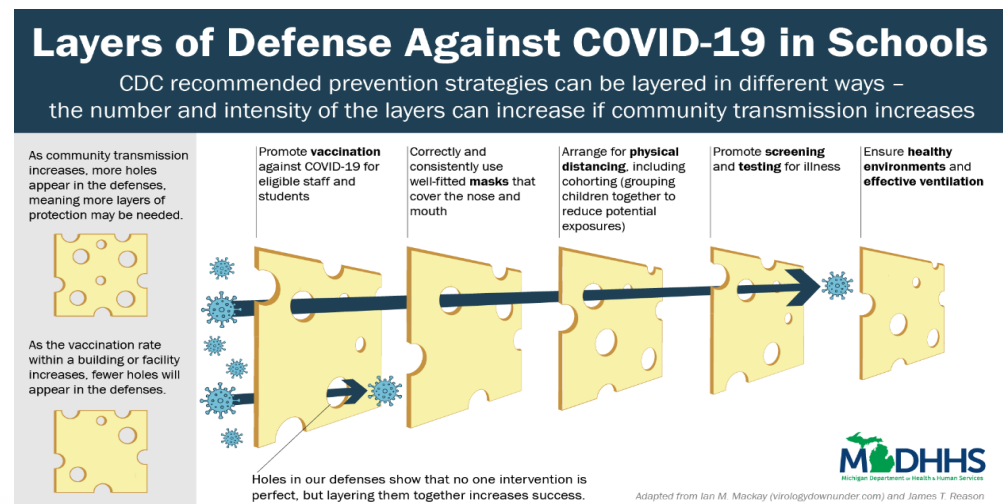 Layers of Defense Against COVID-19 in Schools
CDC recommended prevention strategies can be layered in different ways –
the number and intensity of the layers can increase if community transmission increases
As community transmission
increases, more holes
appear in the defenses,
meaning more layers of
protection may be needed.
As the vaccination rate
within a building or facility
increases, fewer holes will
appear in the defenses.
Promote vaccination
against COVID-19 for
eligible staff and
students
Correctly and
consistently use
well-fitted masks that
cover the nose and
mouth
Arrange for physical
distancing, including
cohorting (grouping
children together to
reduce potential
exposures)
Promote screening
and testing for illness
Ensure healthy
environments and
effective ventilation
Holes in our defenses show that no one intervention is
perfect, but layering them together increases success.
MDHHS
Michigan Department of Health & Human Services
Adapted from Ian M. Mackay (virologydownunder.com) and James T. Reason